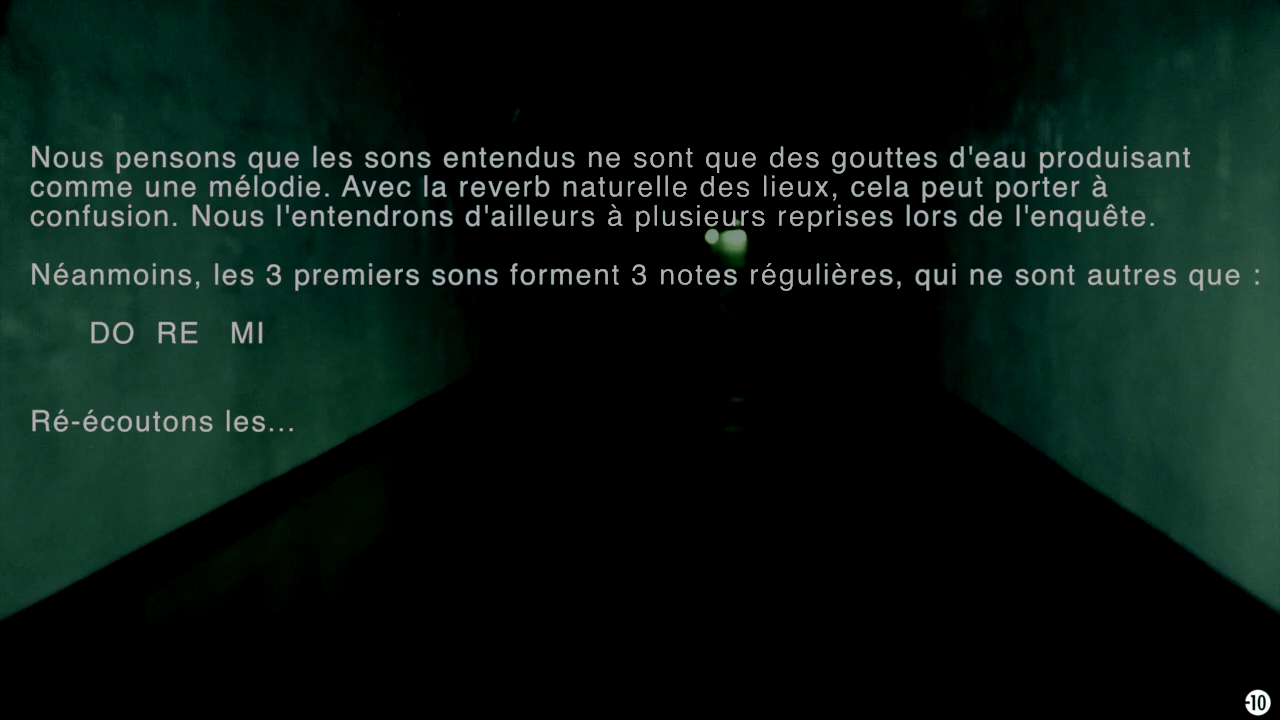 Nous pensons que les sons entendus ne sont que des gouttes d'eau produisant
comme une mélodie. Avec la reverb naturelle des lieux, cela peut porter à
confusion. Nous l'entendrons d'ailleurs à plusieurs reprises lors de l'enquête.
Néanmoins, les 3 premiers sons forment 3 notes régulières, qui ne sont autres que :
DO RE MI
Ré-écoutons les...
-10